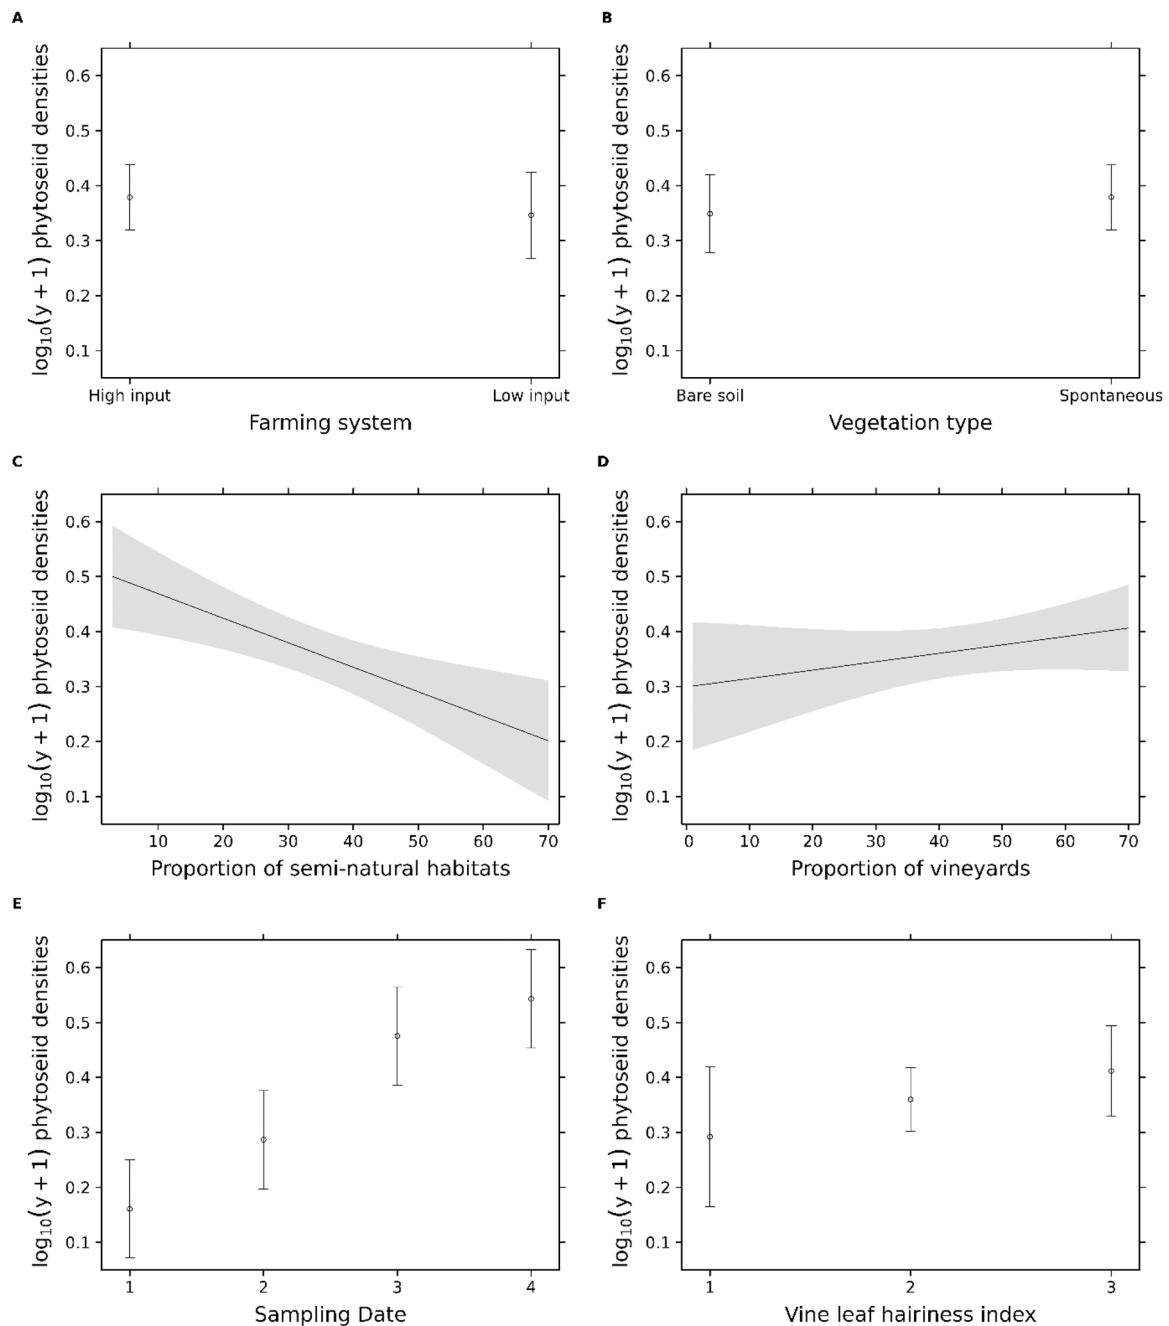 A
log10(y + 1) phytoseiid densities
0.6
0.5
0.4
0.3
0.2
0.1
High input
Low input
Farming system
B
log10(y + 1) phytoseiid densities
0.6
0.5
0.4
0.3
0.2
0.1
Bare soil
Spontaneous
Vegetation type
C
log10(y + 1) phytoseiid densities
0.6
0.5
0.4
0.3
0.2
0.1
10 20 30 40 50 60 70
Proportion of semi-natural habitats
D
log10(y + 1) phytoseiid densities
0.6
0.5
0.4
0.3
0.2
0.1
0 10 20 30 40 50 60 70
Proportion of vineyards
E
log10(y + 1) phytoseiid densities
0.6
0.5
0.4
0.3
0.2
0.1
1 2 3 4
Sampling Date
F
log10(y + 1) phytoseiid densities
0.6
0.5
0.4
0.3
0.2
0.1
1 2 3
Vine leaf hairiness index